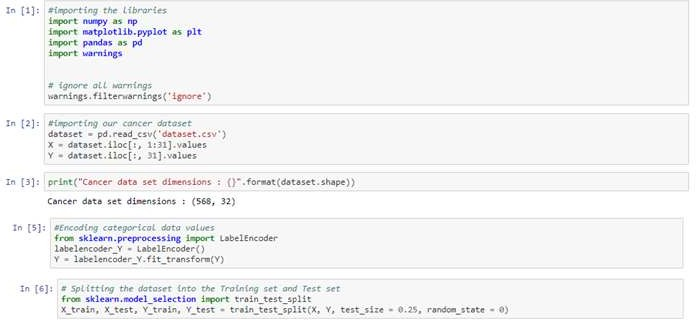 In [1]: #importing the libraries
import numpy as np
import matplotlib.pyplot as plt
import pandas as pd
import warnings
# ignore all warnings
warnings.filterwarnings('ignore')
In [2]: #importing our cancer dataset
dataset = pd.read_csv('dataset.csv')
X = dataset.iloc[:, 1:31].values
Y = dataset.iloc[:, 31].values
In [3]: print("Cancer data set dimensions : {}".format(dataset.shape))
Cancer data set dimensions : (568, 32)
In [5]: #Encoding categorical data values
from sklearn.preprocessing import LabelEncoder
labelencoder_Y = LabelEncoder()
Y = labelencoder_Y.fit_transform(Y)
In [6]: # Splitting the dataset into the Training set and Test set
from sklearn.model_selection import train_test_split
X_train, X_test, Y_train, Y_test = train_test_split(X, Y, test_size = 0.25, random_state = 0)